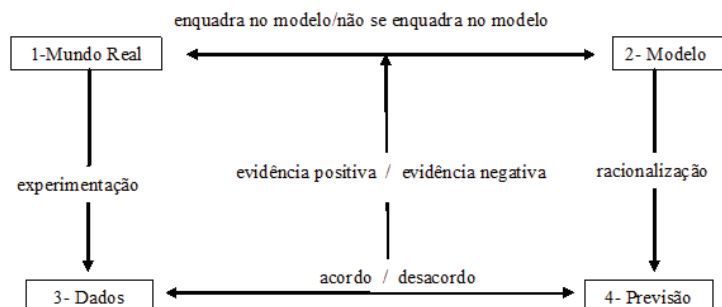 enquadra no modelo/não se enquadra no modelo
1-Mundo Real
2- Modelo
experimentação
evidência positiva / evidência negativa
racionalização
acordo / desacordo
3- Dados
4- Previsão